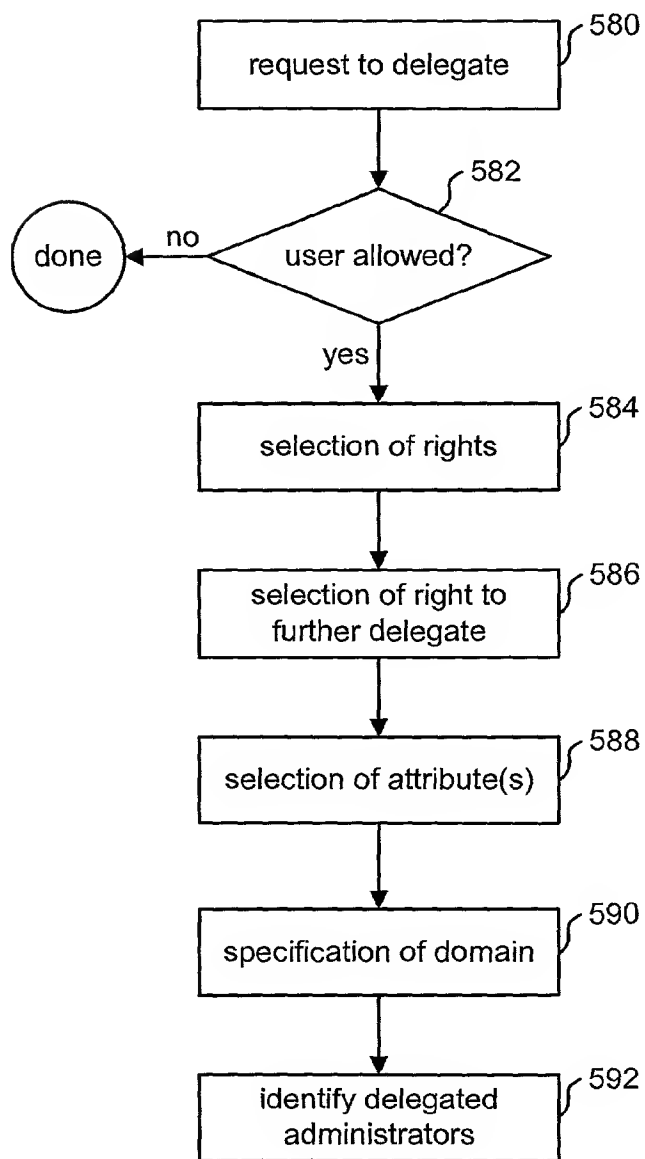 580
request to delegate
582
done
no
user allowed?
yes
584
selection of rights
586
selection of right to
further delegate
588
selection of attribute(s)
590
specification of domain
592
identify delegated
administrators